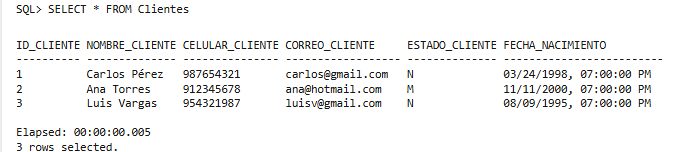 SQL> SELECT * FROM Clientes
ID_CLIENTE NOMBRE_CLIENTE CELULAR_CLIENTE CORREO_CLIENTE ESTADO_CLIENTE FECHA_NACIMIENTO
---------- -------------- --------------- ---------------- -------------- -----------------------
1 Carlos Pérez 987654321 carlos@gmail.com N 03/24/1998, 07:00:00 PM
2 Ana Torres 912345678 ana@hotmail.com M 11/11/2000, 07:00:00 PM
3 Luis Vargas 954321987 luisv@gmail.com N 08/09/1995, 07:00:00 PM
Elapsed: 00:00:00.005
3 rows selected.